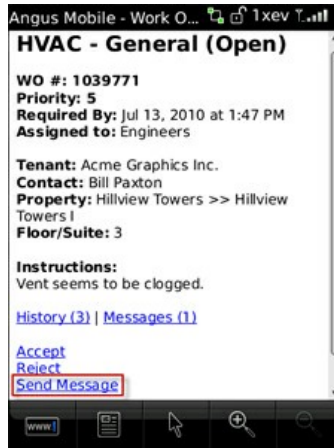 Angus Mobile - Work O... 1xev
HVAC - General (Open)
WO #: 1039771
Priority: 5
Required By: Jul 13, 2010 at 1:47 PM
Assigned to: Engineers
Tenant: Acme Graphics Inc.
Contact: Bill Paxton
Property: Hillview Towers >> Hillview
Towers I
Floor/Suite: 3
Instructions:
Vent seems to be clogged.
History (3) | Messages (1)
Accept
Reject
Send Message
www.